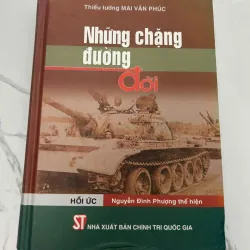 Thiếu tướng MAI VĂN PHÚC
Những chặng
đường
đời
HỒI ỨC
Nguyễn Đình Phượng thể hiện
ST NHÀ XUẤT BẢN CHÍNH TRỊ QUỐC GIA